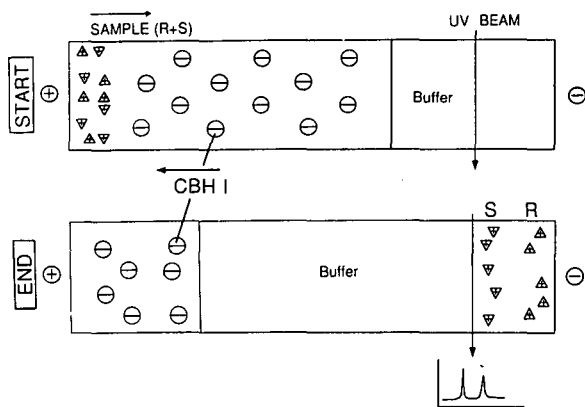 SAMPLE (R+S)
UV BEAM
START
Buffer
CBH I
S R
END
Buffer